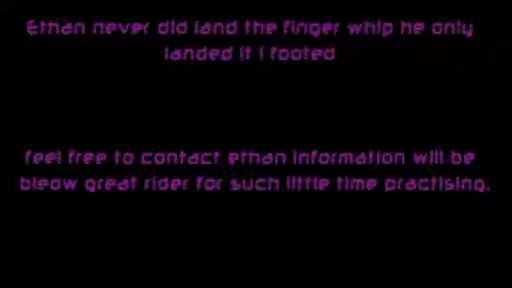 Ethan never did land the finger whip he only
landed it 1 footed
feel free to contact ethan information will be
bleow great rider for such little time practising.